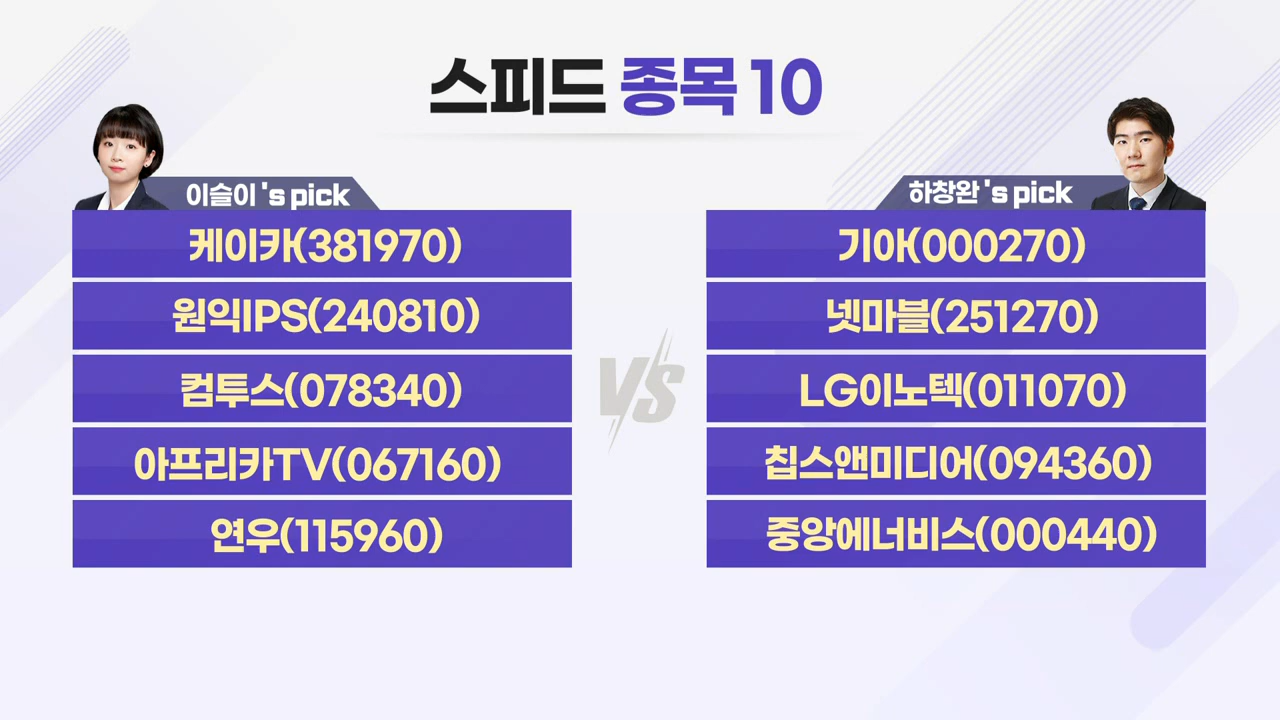 스피드 종목 10
이슬이 's pick
케이카(381970)
원익IPS(240810)
컴투스(078340)
아프리카TV(067160)
연우(115960)
VS
하창완 's pick
기아(000270)
넷마블(251270)
LG이노텍(011070)
칩스앤미디어(094360)
중앙에너비스(000440)